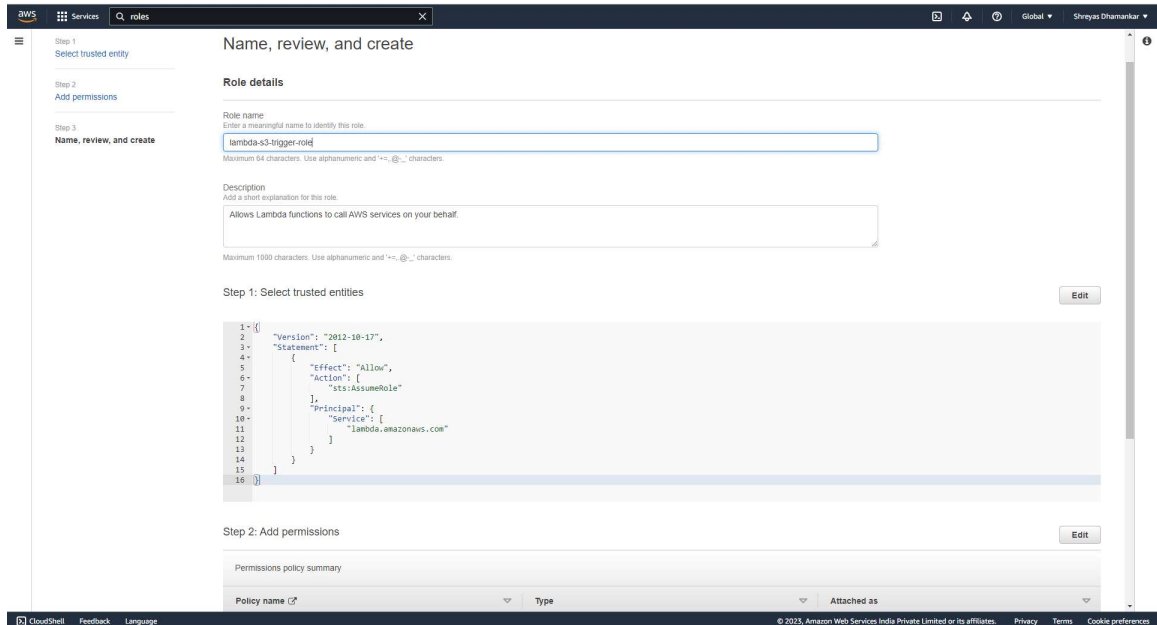 aws
Services
roles
Global
Shreyas Dhamankar
Step 1
Select trusted entity
Step 2
Add permissions
Step 3
Name, review, and create
Name, review, and create
Role details
Role name
Enter a meaningful name to identify this role.
lambda-s3-trigger-role
Maximum 64 characters. Use alphanumeric and '+=,.@-_' characters.
Description
Add a short explanation for this role.
Allows Lambda functions to call AWS services on your behalf.
Maximum 1000 characters. Use alphanumeric and '+=,.@-_' characters.
Step 1: Select trusted entities
Edit
1 {
2 "Version": "2012-10-17",
3 "Statement": [
4 {
5 "Effect": "Allow",
6 "Action": [
7 "sts:AssumeRole"
8 ],
9 "Principal": {
10 "Service": [
11 "lambda.amazonaws.com"
12 ]
13 }
14 }
15 ]
16 }
Step 2: Add permissions
Edit
Permissions policy summary
Policy name Type Attached as
CloudShell Feedback Language © 2023, Amazon Web Services India Private Limited or its affiliates. Privacy Terms Cookie preferences